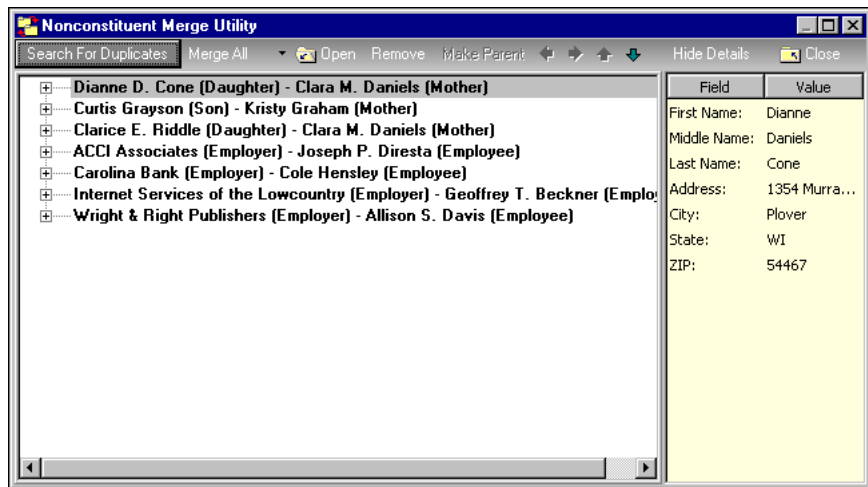 Nonconstituent Merge Utility
Search For Duplicates Merge All Open Remove Make Parent Hide Details Close
Dianne D. Cone (Daughter) - Clara M. Daniels (Mother)
Curtis Grayson (Son) - Kristy Graham (Mother)
Clarice E. Riddle (Daughter) - Clara M. Daniels (Mother)
ACCI Associates (Employer) - Joseph P. Diresta (Employee)
Carolina Bank (Employer) - Cole Hensley (Employee)
Internet Services of the Lowcountry (Employer) - Geoffrey T. Beckner (Emplo
Wright & Right Publishers (Employer) - Allison S. Davis (Employee)
Field Value
First Name: Dianne
Middle Name: Daniels
Last Name: Cone
Address: 1354 Murra...
City: Plover
State: WI
ZIP: 54467